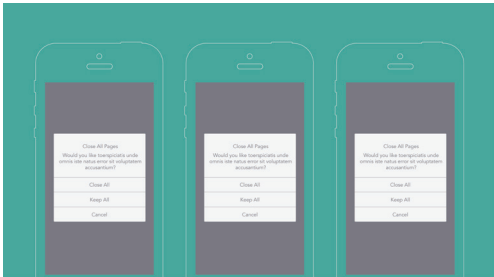 Close All Pages
Would you like transpiciatis unde
omnis iste natus error sit voluptatem
accusantium?
Close All
Keep All
Cancel
Close All Pages
Would you like transpiciatis unde
omnis iste natus error sit voluptatem
accusantium?
Close All
Keep All
Cancel
Close All Pages
Would you like transpiciatis unde
omnis iste natus error sit voluptatem
accusantium?
Close All
Keep All
Cancel